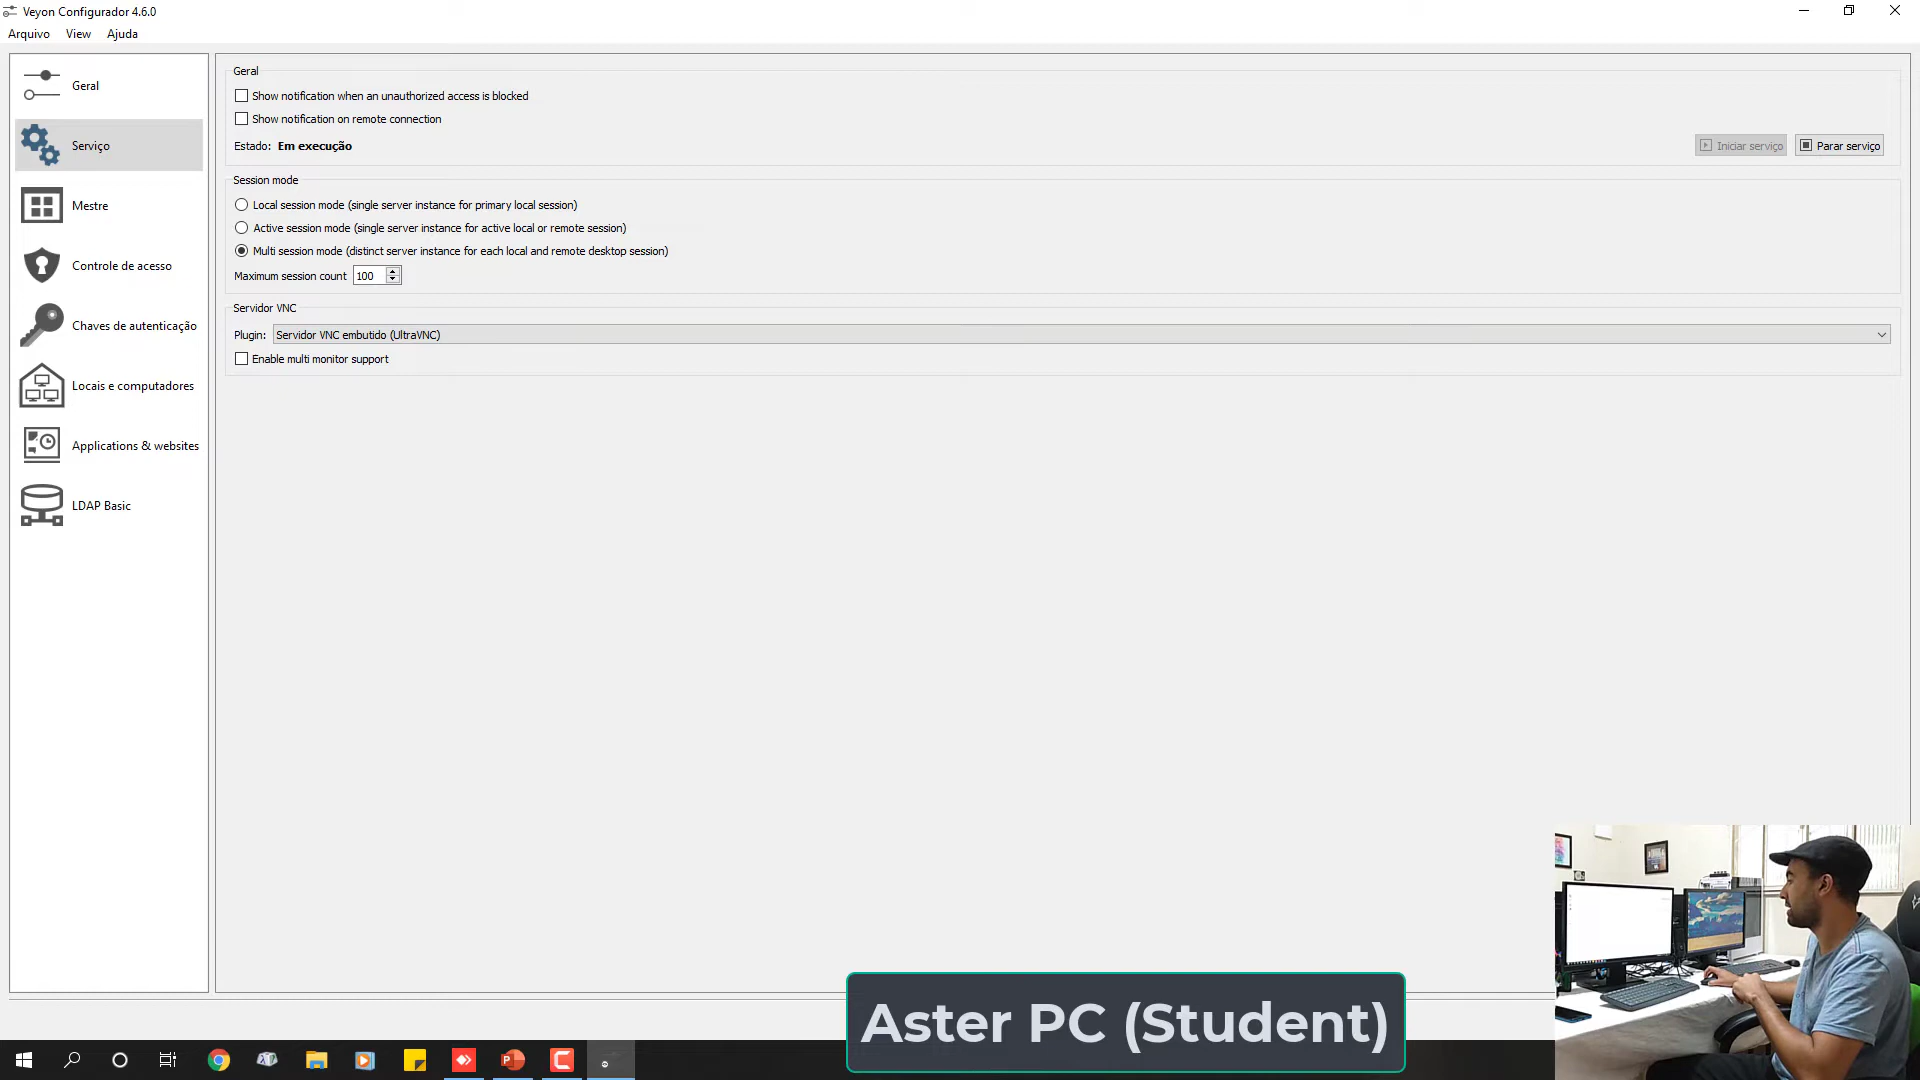 Veyon Configurador 4.6.0
Arquivo View Ajuda
Geral
Serviço
Mestre
Controle de acesso
Chaves de autenticação
Locais e computadores
Applications & websites
LDAP Basic
Geral
Show notification when an unauthorized access is blocked
Show notification on remote connection
Estado: Em execução
Iniciar serviço Parar serviço
Session mode
Local session mode (single server instance for primary local session)
Active session mode (single server instance for active local or remote session)
Multi session mode (distinct server instance for each local and remote desktop session)
Maximum session count 100
Servidor VNC
Plugin: Servidor VNC embutido (UltraVNC)
Enable multi monitor support
Aster PC (Student)